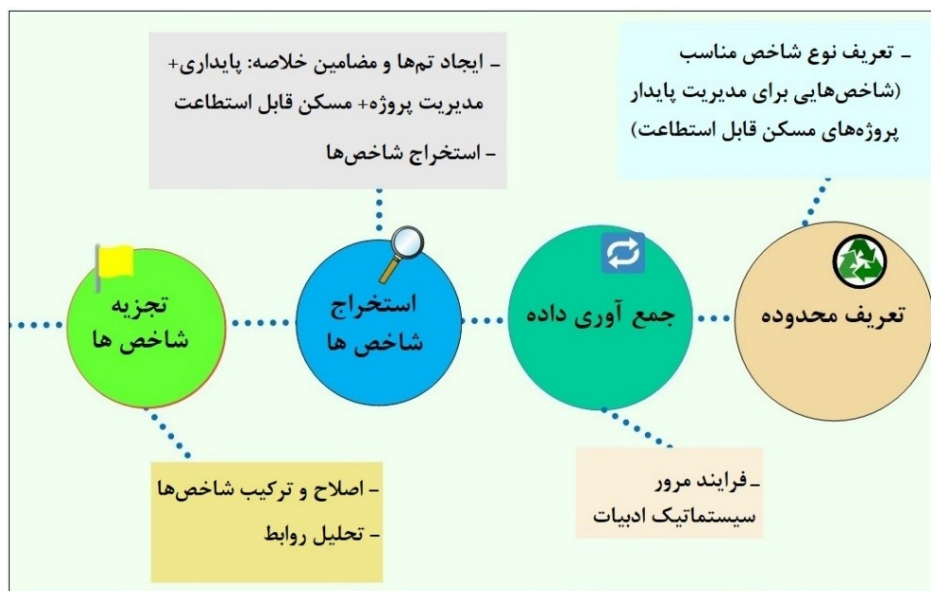 - تعریف نوع شاخص مناسب
(شاخص‌هایی برای مدیریت پایدار
پروژه‌های مسکن قابل استطاعت)
تعریف محدوده
جمع آوری داده
- فرایند مرور
سیستماتیک ادبیات
- ایجاد تم‌ها و مضامین خلاصه: پایداری+
مدیریت پروژه+ مسکن قابل استطاعت
- استخراج شاخص‌ها
استخراج
شاخص ها
تجزیه
شاخص ها
- اصلاح و ترکیب شاخص‌ها
- تحلیل روابط